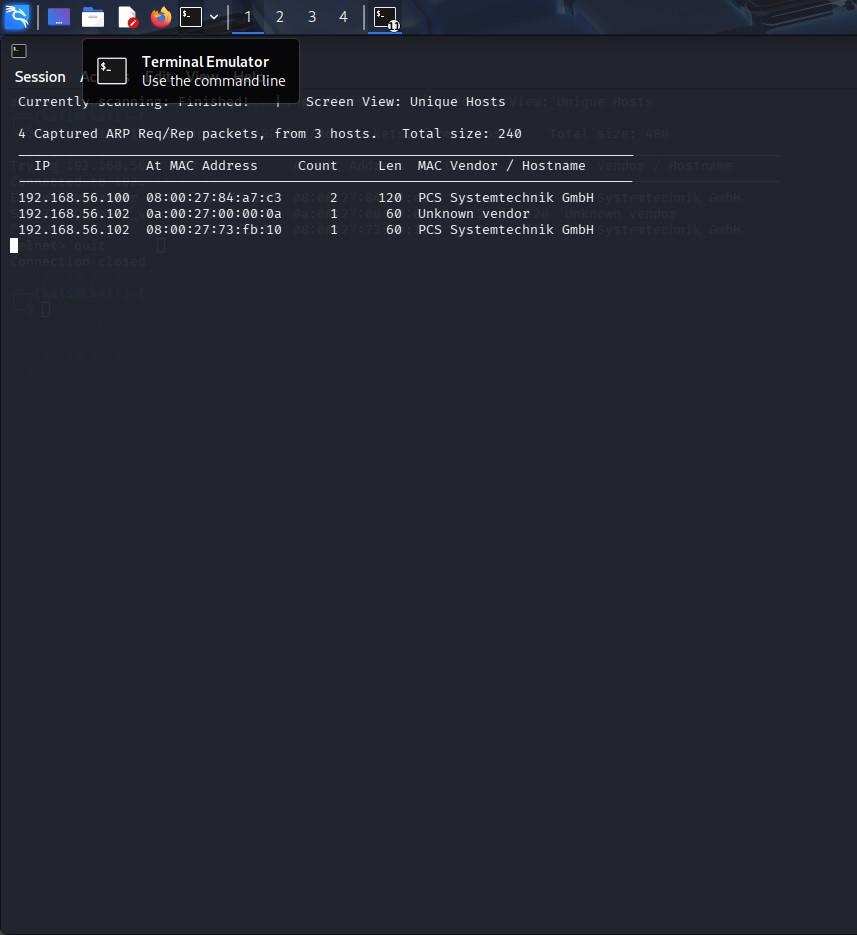 1 2 3 4
Terminal Emulator
Use the command line
Session
Currently scanning: Finished! | Screen View: Unique Hosts
4 Captured ARP Req/Rep packets, from 3 hosts. Total size: 240
IP At MAC Address Count Len MAC Vendor / Hostname
192.168.56.100 08:00:27:84:a7:c3 2 120 PCS Systemtechnik GmbH
192.168.56.102 0a:00:27:00:00:0a 1 60 Unknown vendor
192.168.56.102 08:00:27:73:fb:10 1 60 PCS Systemtechnik GmbH
quit
Connection closed